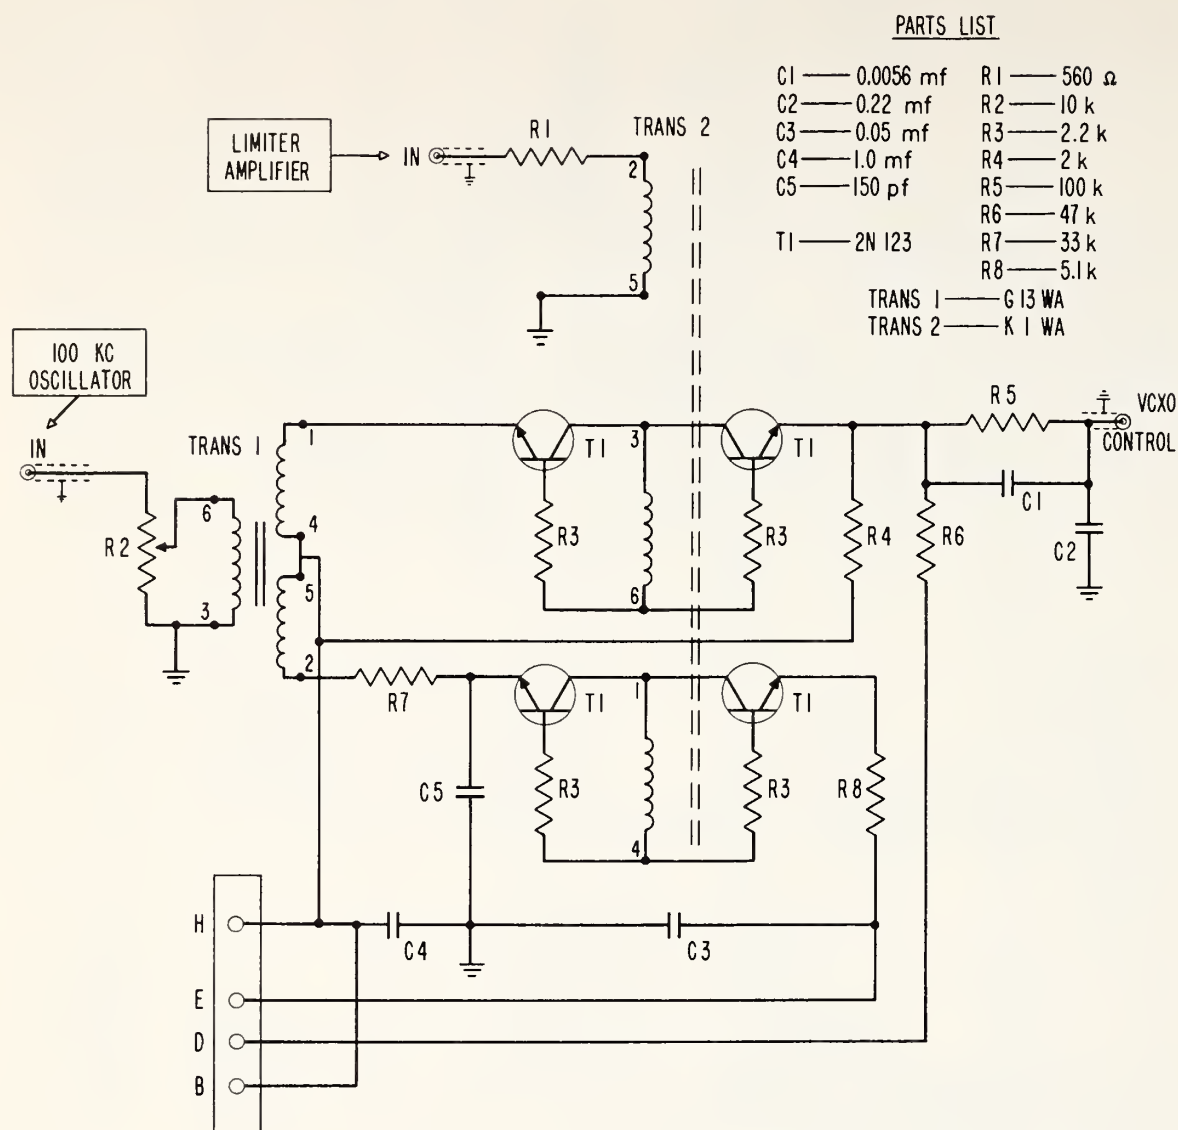 PARTS LIST
C1 — 0.0056 mf
C2 — 0.22 mf
C3 — 0.05 mf
C4 — 1.0 mf
C5 — 150 pf
T1 — 2N 123
R1 — 560 Ω
R2 — 10 k
R3 — 2.2 k
R4 — 2 k
R5 — 100 k
R6 — 47 k
R7 — 33 k
R8 — 5.1 k
TRANS 1 — G13 WA
TRANS 2 — K 1 WA
LIMITER
AMPLIFIER
IN
R1
TRANS 2
2
5
100 KC
OSCILLATOR
IN
TRANS 1
R2
6
3
1
4
5
2
T1
3
T1
R3
6
R3
R4
R5
R6
C1
C2
VCXO
CONTROL
R7
C5
T1
1
T1
R3
4
R3
R8
H
C4
C3
E
D
B